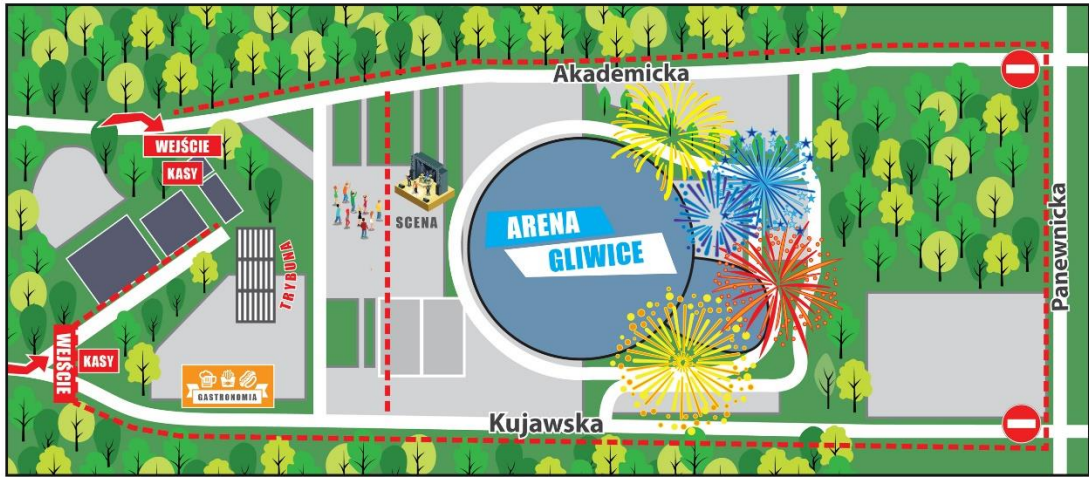 Akademicka
WEJŚCIE
KASY
SCENA
ARENA
GLIWICE
TRYBUNA
Panewnicka
WEJŚCIE
KASY
GASTRONOMIA
Kujawska